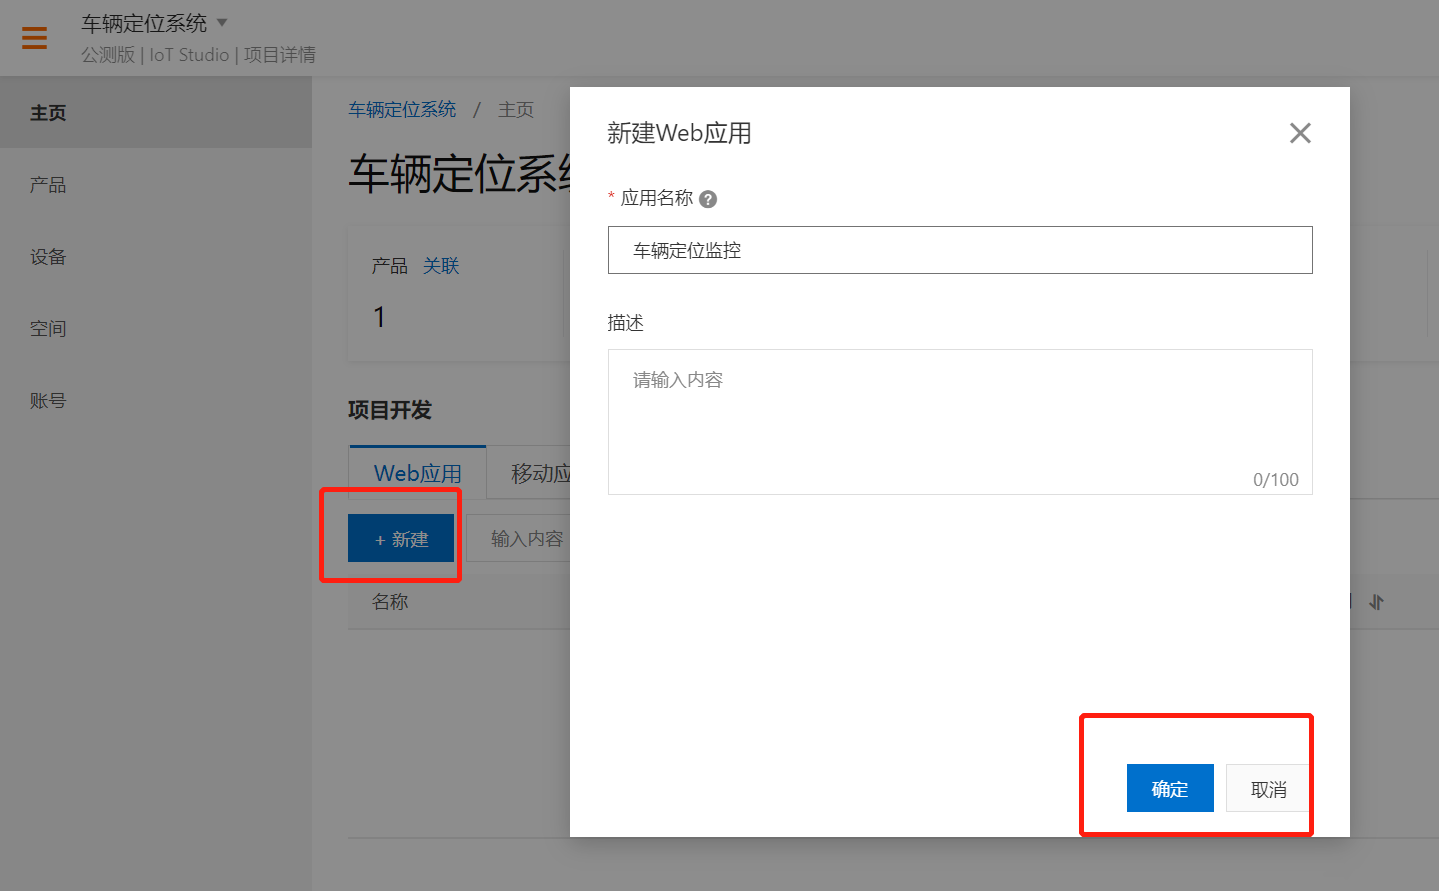 车辆定位系统
公测版 | IoT Studio | 项目详情
主页
产品
设备
空间
账号
车辆定位系统 / 主页
车辆定位系
产品 关联
1
项目开发
Web应用 移动应
+ 新建 输入内容
名称
新建Web应用
* 应用名称 ?
车辆定位监控
描述
请输入内容
0/100
确定 取消